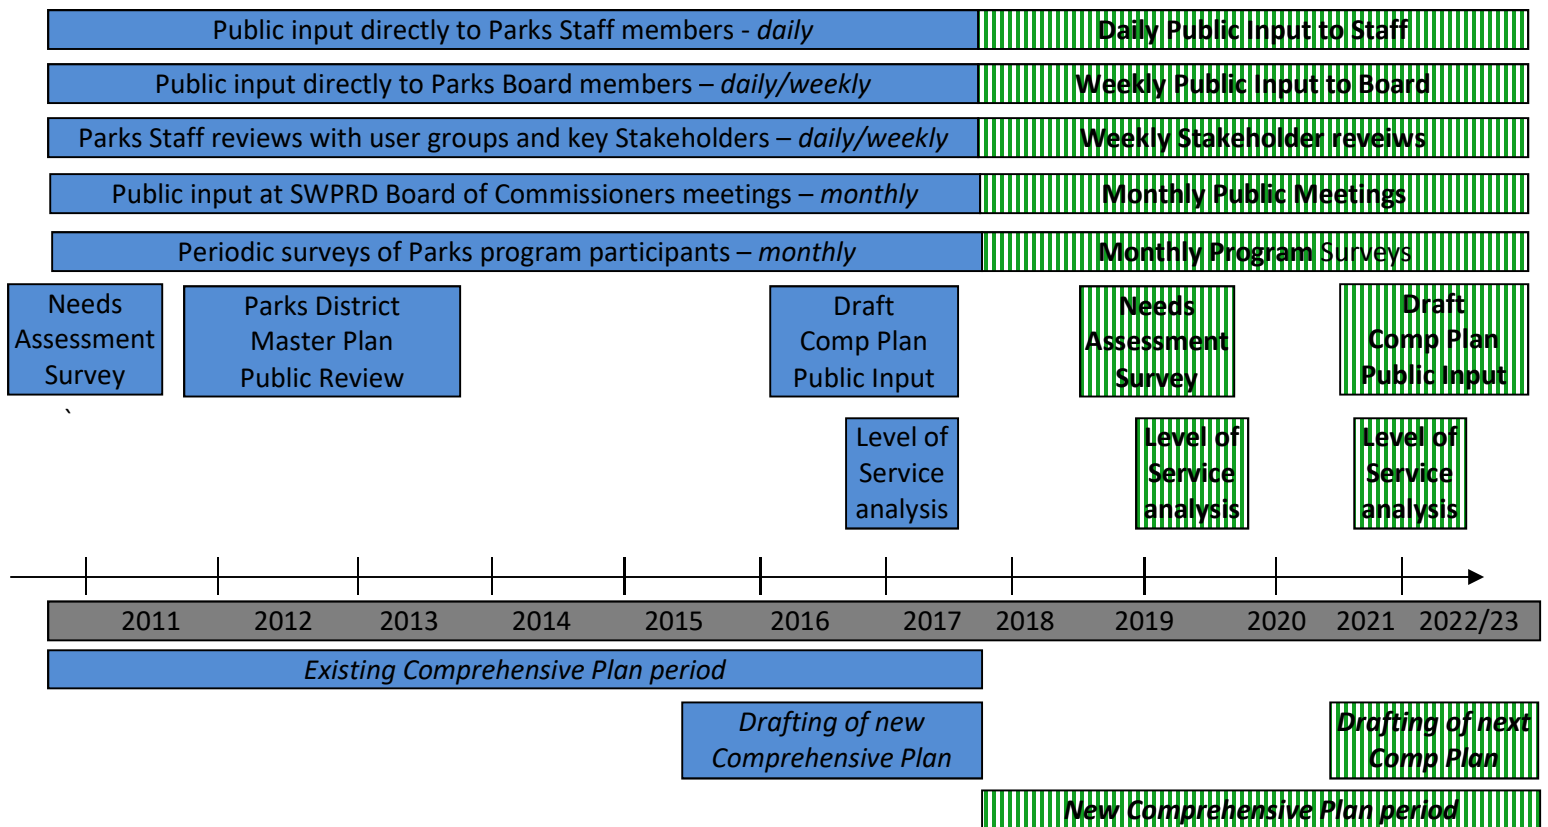 Public input directly to Parks Staff members - daily
Daily Public Input to Staff
Public input directly to Parks Board members – daily/weekly
Weekly Public Input to Board
Parks Staff reviews with user groups and key Stakeholders – daily/weekly
Weekly Stakeholder reveiws
Public input at SWPRD Board of Commissioners meetings – monthly
Monthly Public Meetings
Periodic surveys of Parks program participants – monthly
Monthly Program Surveys
Needs
Assessment
Survey
Parks District
Master Plan
Public Review
Draft
Comp Plan
Public Input
Needs
Assessment
Survey
Draft
Comp Plan
Public Input
`
Level of
Service
analysis
Level of
Service
analysis
Level of
Service
analysis
2011 2012 2013 2014 2015 2016 2017 2018 2019 2020 2021 2022/23
Existing Comprehensive Plan period
Drafting of new
Comprehensive Plan
Drafting of next
Comp Plan
New Comprehensive Plan period